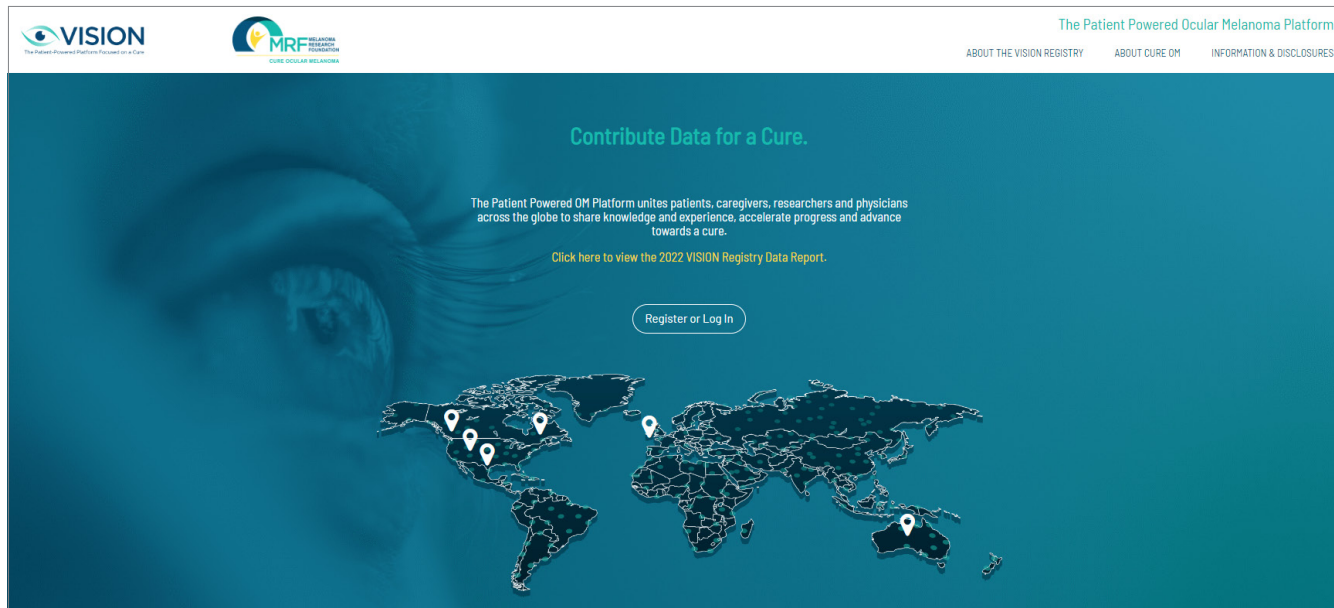 VISION
The Patient-Powered Platform Focused on a Cure
MRF MELANOMA
RESEARCH
FOUNDATION
CURE OCULAR MELANOMA
The Patient Powered Ocular Melanoma Platform
ABOUT THE VISION REGISTRY ABOUT CURE OM INFORMATION & DISCLOSURES
Contribute Data for a Cure.
The Patient Powered OM Platform unites patients, caregivers, researchers and physicians
across the globe to share knowledge and experience, accelerate progress and advance
towards a cure.
Click here to view the 2022 VISION Registry Data Report.
Register or Log In